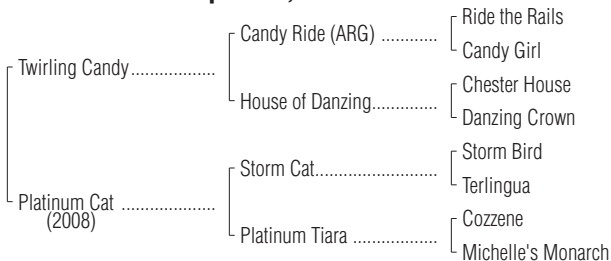 Ride the Rails
Candy Ride (ARG) ............
Candy Girl
Twirling Candy..................
Chester House
House of Danzing..............
Danzing Crown
Storm Bird
Storm Cat........................
Terlingua
Platinum Cat ....................
(2008)
Cozzene
Platinum Tiara ..................
Michelle's Monarch